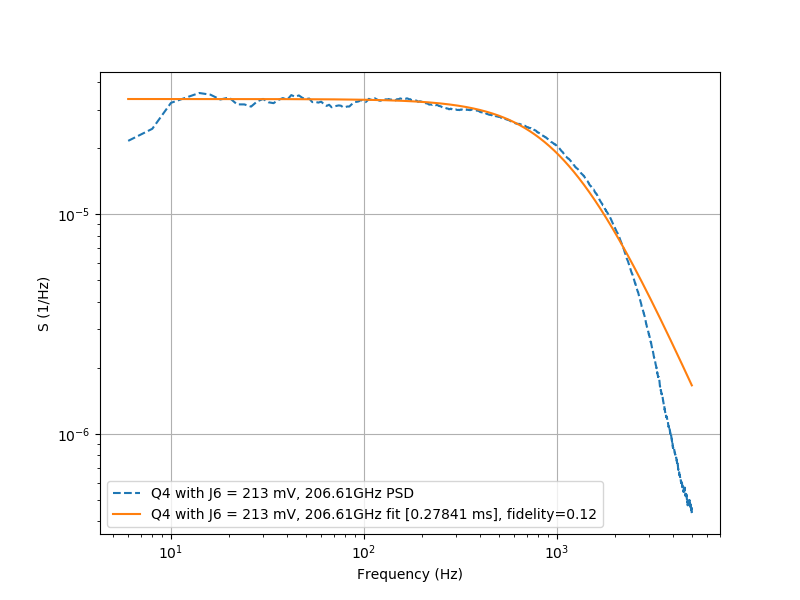 S (1/Hz)
10⁻⁵
10⁻⁶
Q4 with J6 = 213 mV, 206.61GHz PSD
Q4 with J6 = 213 mV, 206.61GHz fit [0.27841 ms], fidelity=0.12
10¹ 10² 10³
Frequency (Hz)